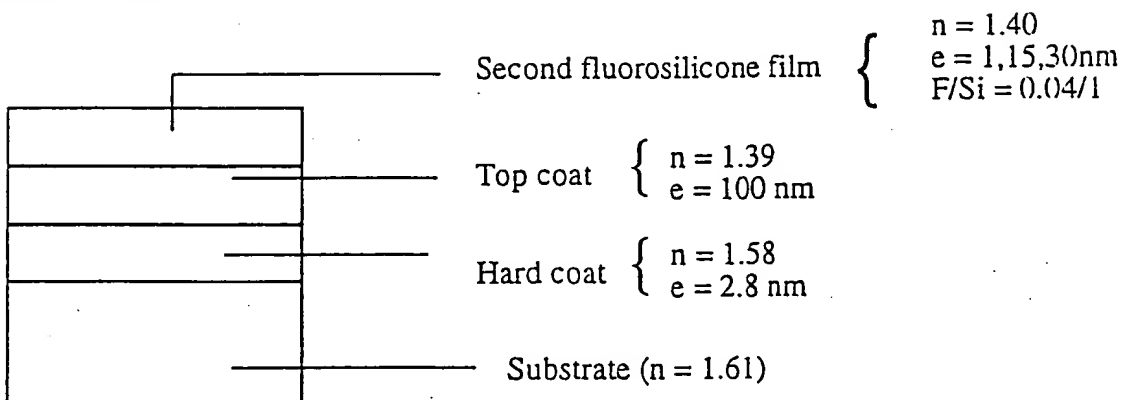 Second fluorosilicone film
n = 1.40
e = 1,15,30nm
F/Si = 0.04/1
Top coat
n = 1.39
e = 100 nm
Hard coat
n = 1.58
e = 2.8 nm
Substrate (n = 1.61)